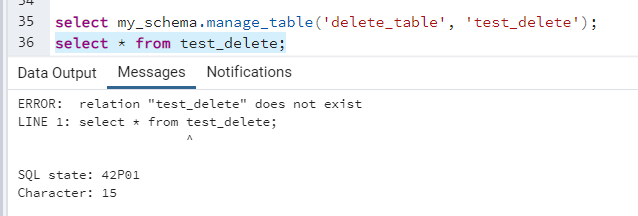 35 select my_schema.manage_table('delete_table', 'test_delete');
36 select * from test_delete;
Data Output Messages Notifications
ERROR:  relation "test_delete" does not exist
LINE 1: select * from test_delete;
^
SQL state: 42P01
Character: 15